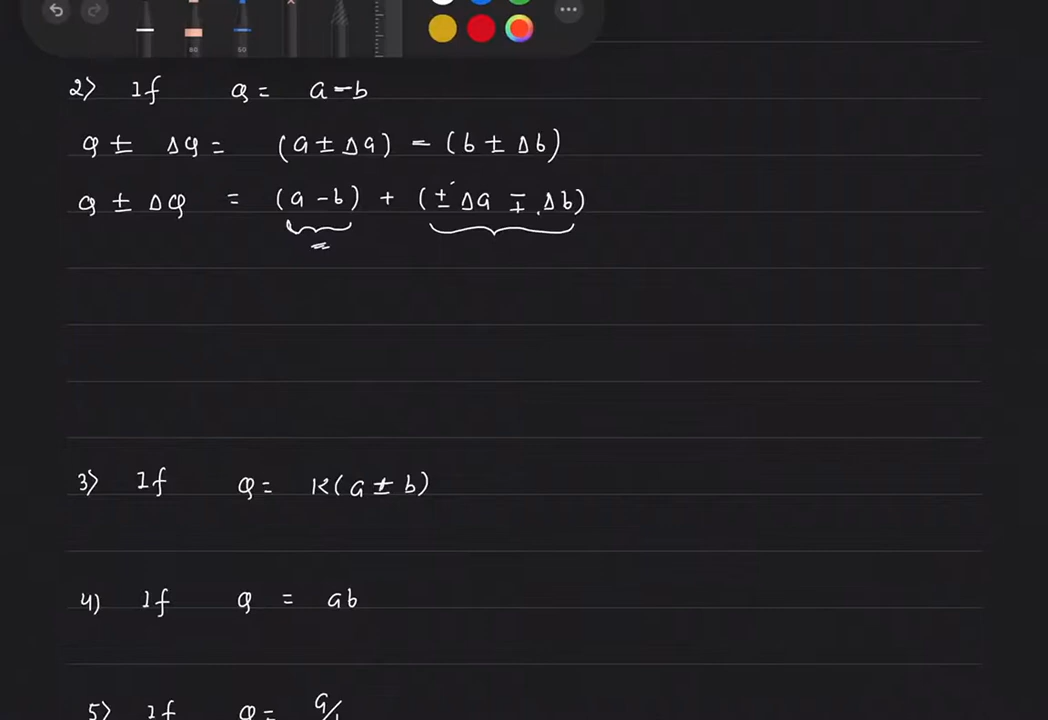 2) If Q = a-b
Q ± ΔQ = (a ± Δa) - (b ± Δb)
Q ± ΔQ = (a - b) + (± Δa ∓ Δb)
3) If Q = K(a ± b)
4) If Q = ab
5) If Q = a/